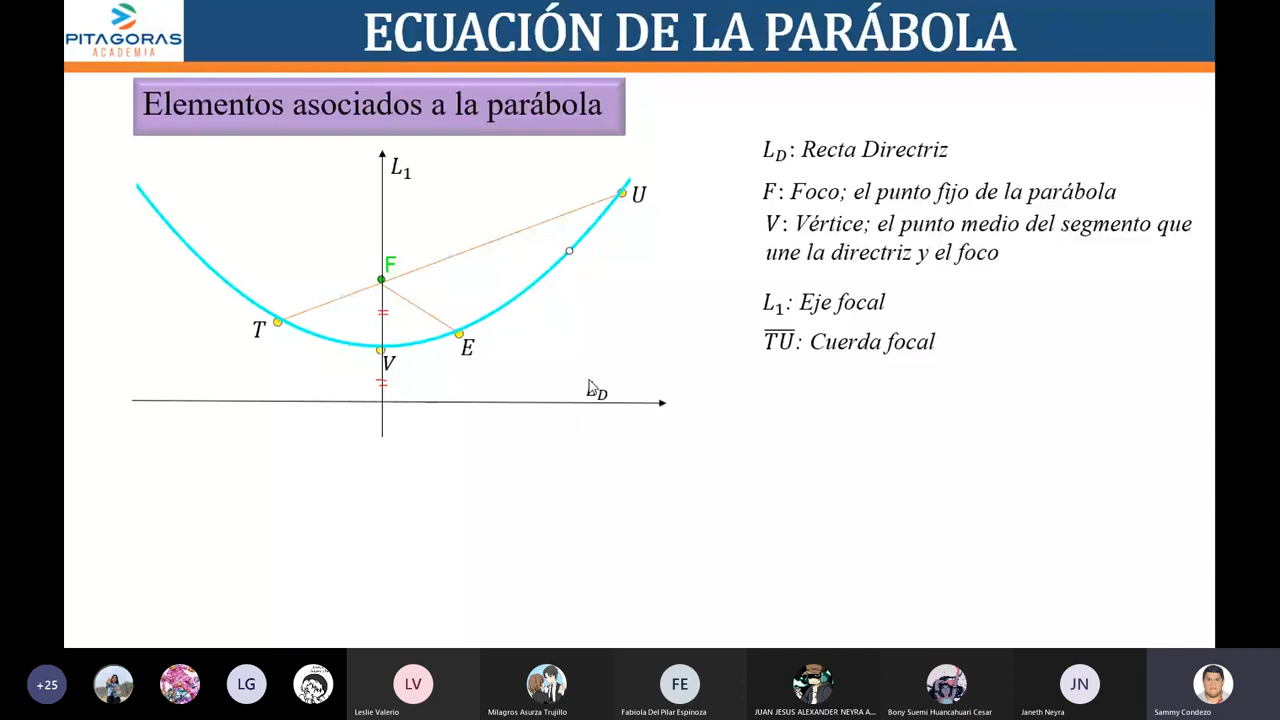 PITAGORAS
ACADEMIA
ECUACIÓN DE LA PARÁBOLA
Elementos asociados a la parábola
L₁
U
F
T
E
V
L_D
L_D: Recta Directriz
F: Foco; el punto fijo de la parábola
V: Vértice; el punto medio del segmento que
une la directriz y el foco
L₁: Eje focal
T̅U̅: Cuerda focal
+25
LG
LV
FE
JN
Leslie Valerio
Milagros Asurza Trujillo
Fabiola Del Pilar Espinoza
JUAN JESUS ALEXANDER NEYRA A...
Bony Suemi Huancahuari Cesar
Janeth Neyra
Sammy Condezo